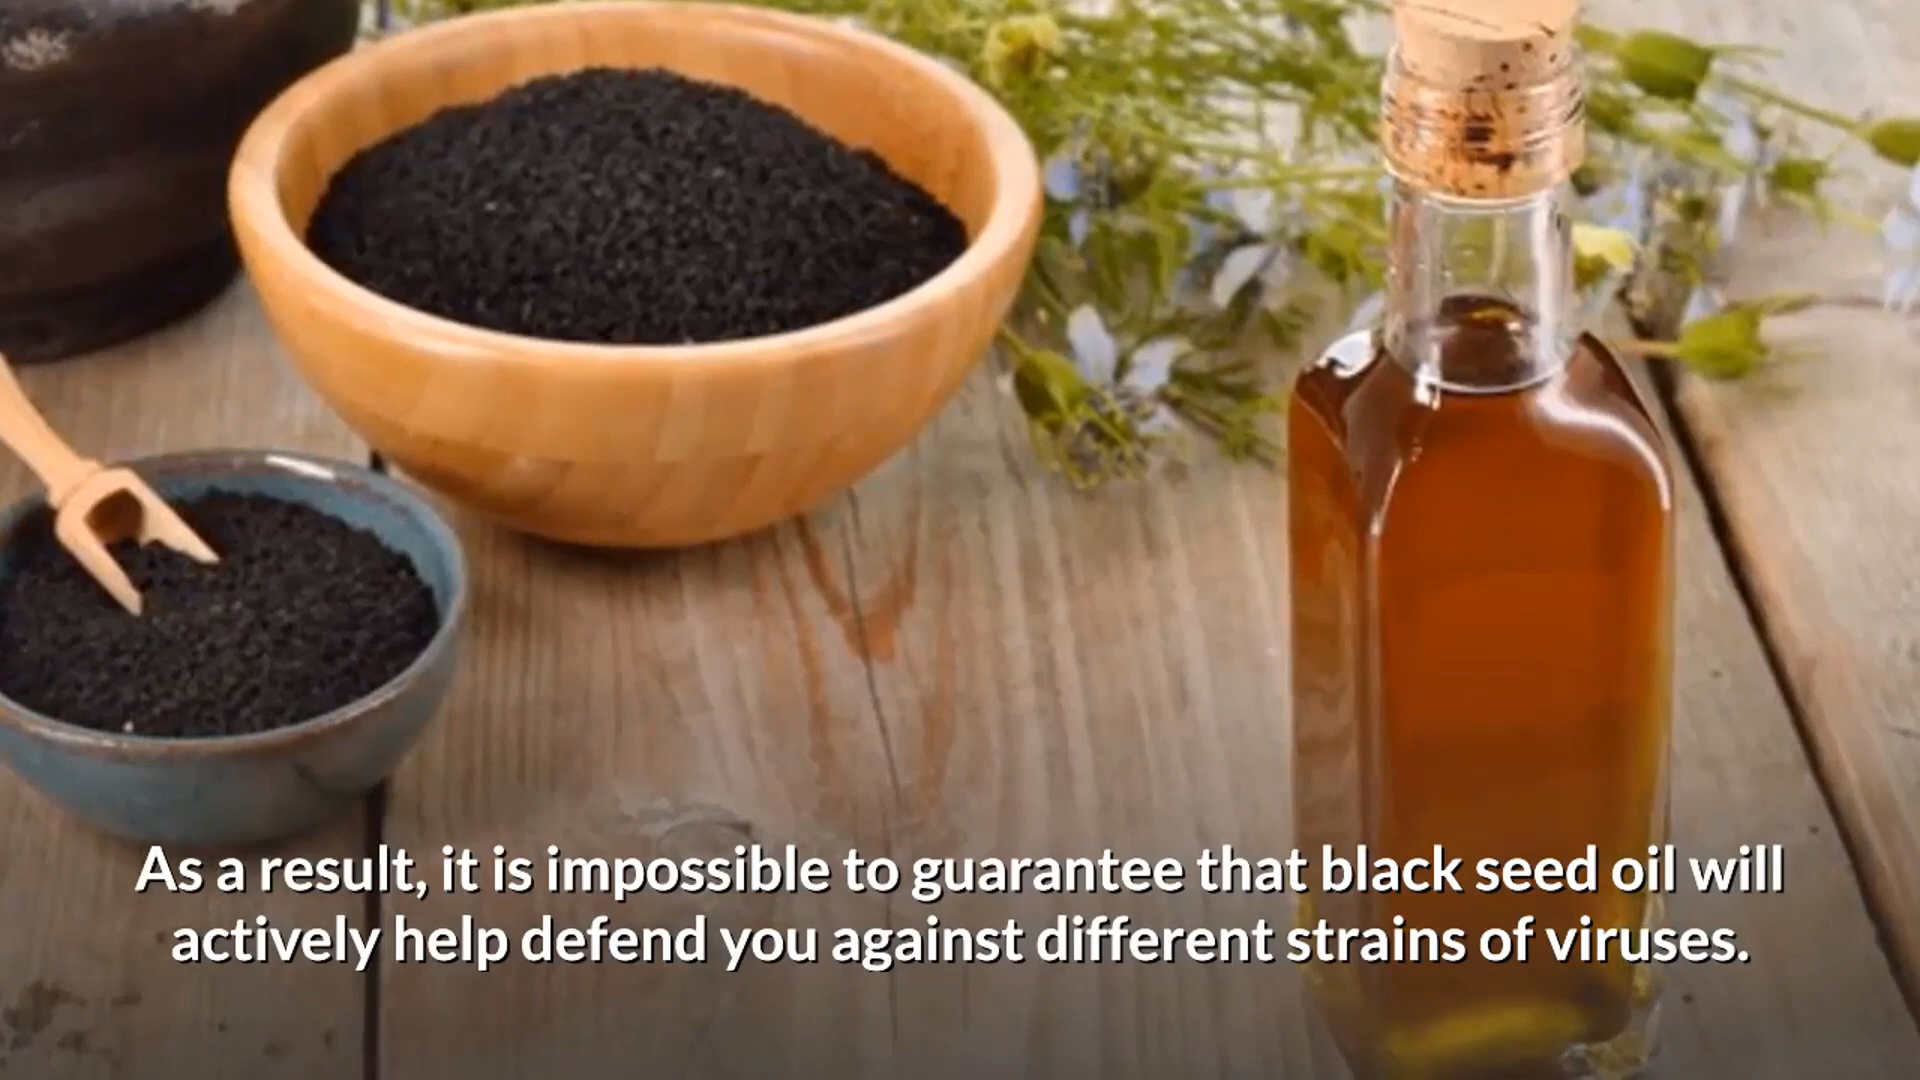 As a result, it is impossible to guarantee that black seed oil will
actively help defend you against different strains of viruses.